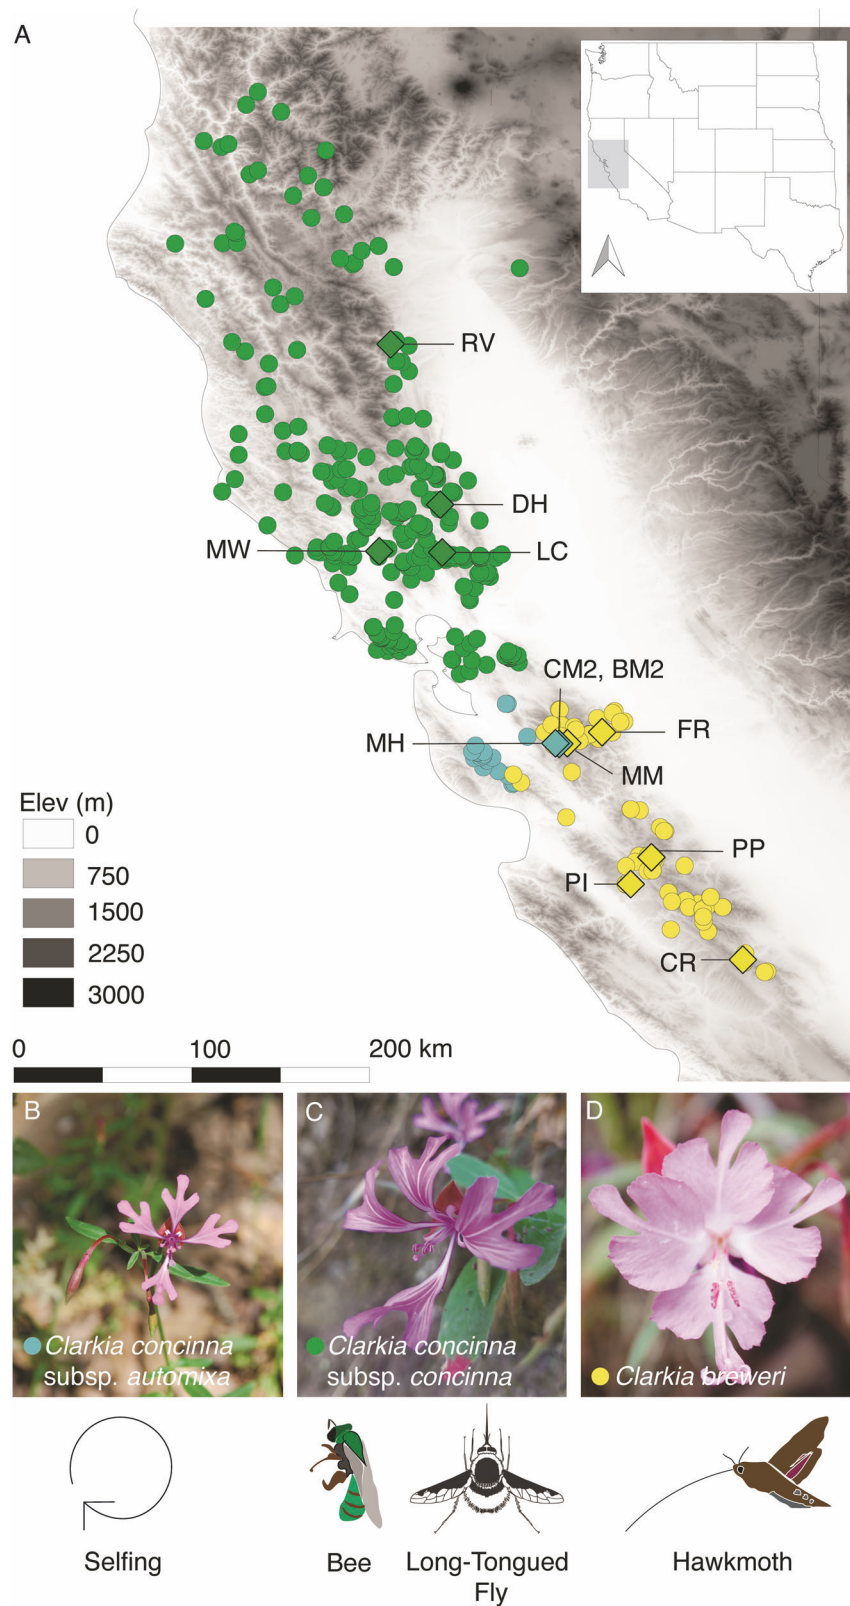 A
RV
DH
MW
LC
CM2, BM2
MH
FR
MM
PP
PI
CR
Elev (m)
0
750
1500
2250
3000
0 100 200 km
B
Clarkia concinna
subsp. automixa
C
Clarkia concinna
subsp. concinna
D
Clarkia breweri
Selfing
Bee
Long-Tongued
Fly
Hawkmoth